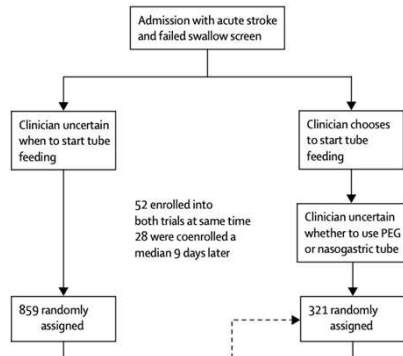 Admission with acute stroke
and failed swallow screen
Clinician uncertain
when to start tube
feeding
Clinician chooses
to start tube
feeding
52 enrolled into
both trials at same time
28 were coenrolled a
median 9 days later
Clinician uncertain
whether to use PEG
or nasogastric tube
859 randomly
assigned
321 randomly
assigned